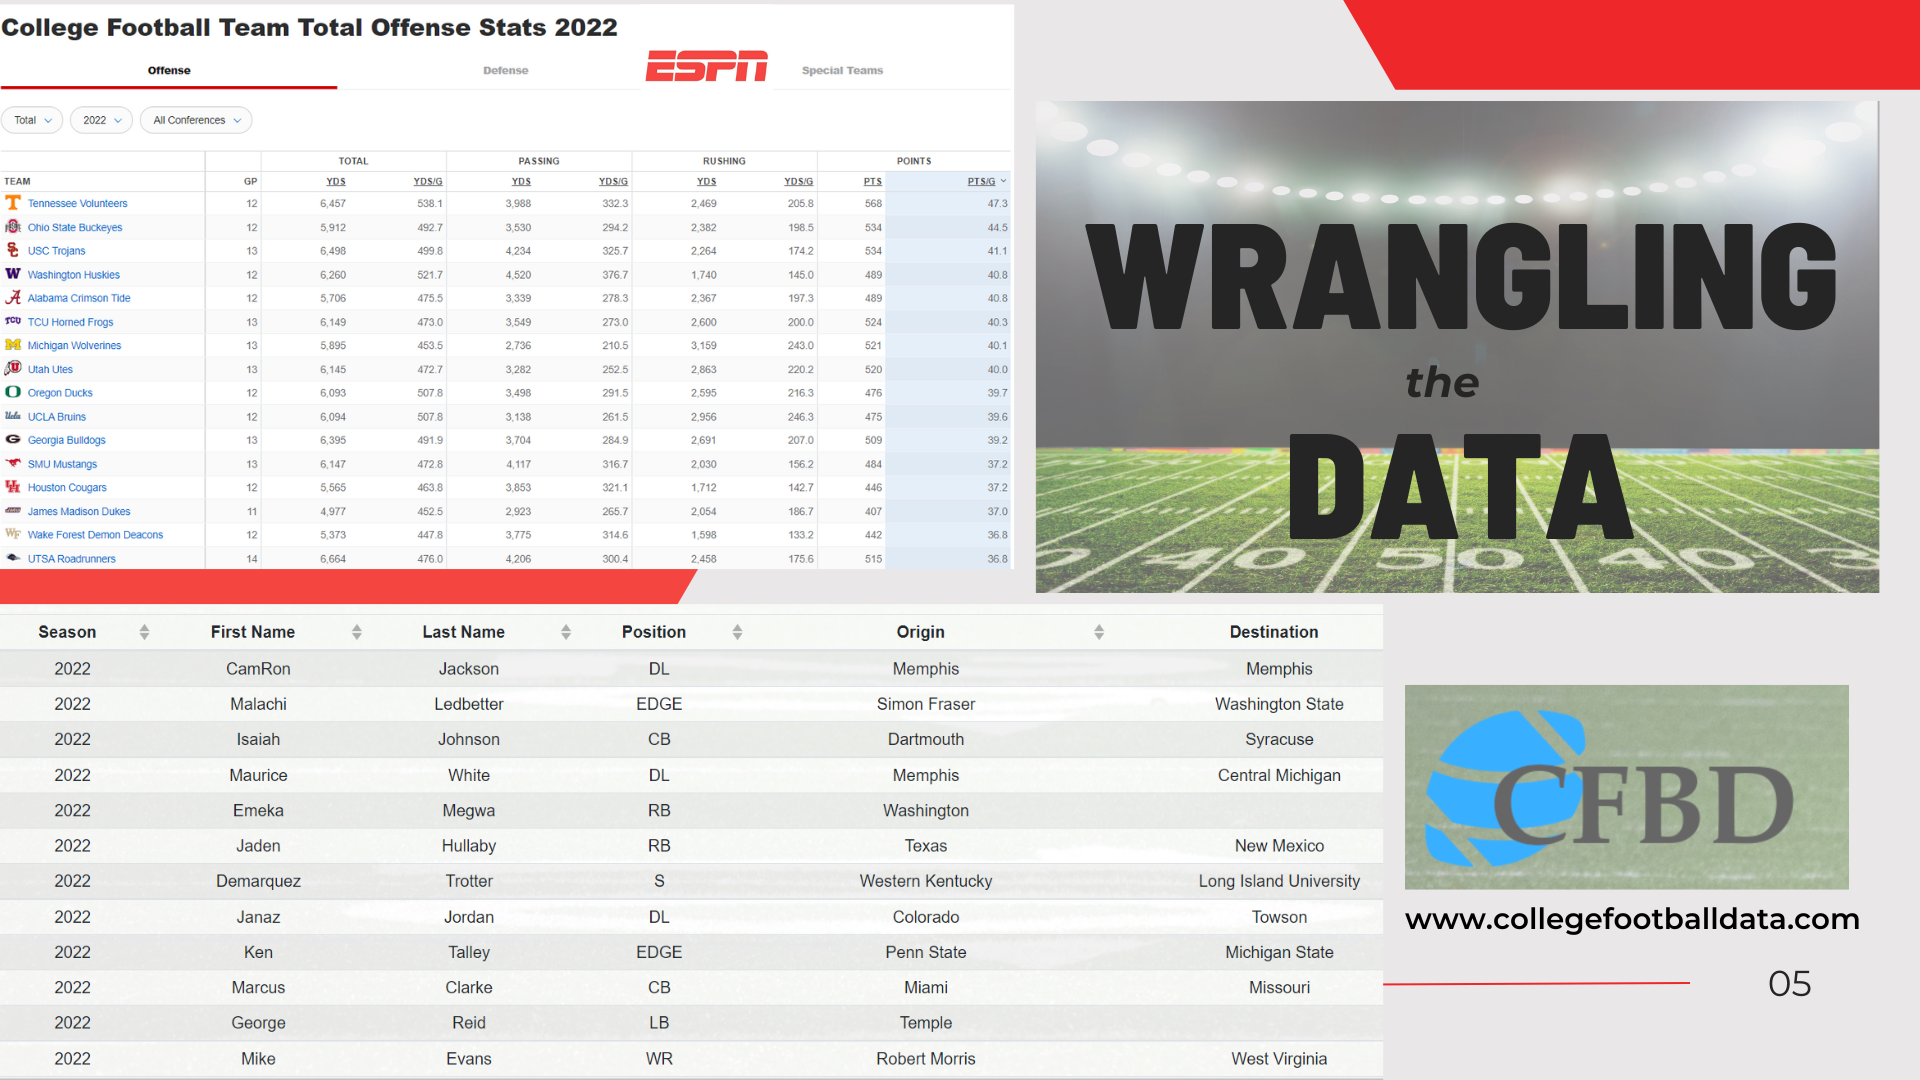 College Football Team Total Offense Stats 2022
Offense Defense ESPN Special Teams
Total 2022 All Conferences
TOTAL PASSING RUSHING POINTS
TEAM GP YDS YDS/G YDS YDS/G YDS YDS/G PTS PTS/G
Tennessee Volunteers 12 6,457 538.1 3,988 332.3 2,469 205.8 568 47.3
Ohio State Buckeyes 12 5,912 492.7 3,530 294.2 2,382 198.5 534 44.5
USC Trojans 13 6,498 499.8 4,234 325.7 2,264 174.2 534 41.1
Washington Huskies 12 6,260 521.7 4,520 376.7 1,740 145.0 489 40.8
Alabama Crimson Tide 12 5,706 475.5 3,339 278.3 2,367 197.3 489 40.8
TCU Horned Frogs 13 6,149 473.0 3,549 273.0 2,600 200.0 524 40.3
Michigan Wolverines 13 5,895 453.5 2,736 210.5 3,159 243.0 521 40.1
Utah Utes 13 6,145 472.7 3,282 252.5 2,863 220.2 520 40.0
Oregon Ducks 12 6,093 507.8 3,498 291.5 2,595 216.3 476 39.7
UCLA Bruins 12 6,094 507.8 3,138 261.5 2,956 246.3 475 39.6
Georgia Bulldogs 13 6,395 491.9 3,704 284.9 2,691 207.0 509 39.2
SMU Mustangs 13 6,147 472.8 4,117 316.7 2,030 156.2 484 37.2
Houston Cougars 12 5,565 463.8 3,853 321.1 1,712 142.7 446 37.2
James Madison Dukes 11 4,977 452.5 2,923 265.7 2,054 186.7 407 37.0
Wake Forest Demon Deacons 12 5,373 447.8 3,775 314.6 1,598 133.2 442 36.8
UTSA Roadrunners 14 6,664 476.0 4,206 300.4 2,458 175.6 515 36.8
WRANGLING
the
DATA
40 50 40 3
Season First Name Last Name Position Origin Destination
2022 CamRon Jackson DL Memphis Memphis
2022 Malachi Ledbetter EDGE Simon Fraser Washington State
2022 Isaiah Johnson CB Dartmouth Syracuse
2022 Maurice White DL Memphis Central Michigan
2022 Emeka Megwa RB Washington
2022 Jaden Hullaby RB Texas New Mexico
2022 Demarquez Trotter S Western Kentucky Long Island University
2022 Janaz Jordan DL Colorado Towson
2022 Ken Talley EDGE Penn State Michigan State
2022 Marcus Clarke CB Miami Missouri
2022 George Reid LB Temple
2022 Mike Evans WR Robert Morris West Virginia
CFBD
www.collegefootballdata.com
05